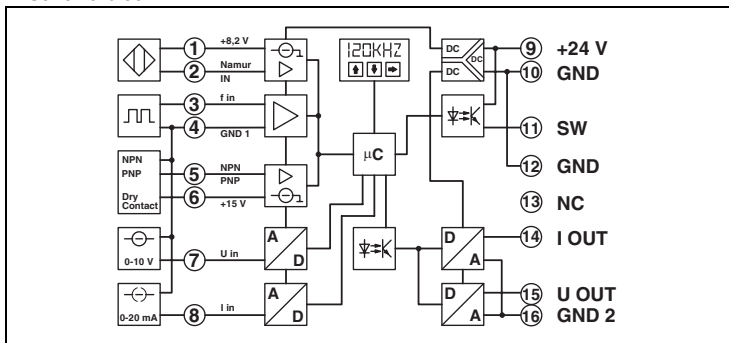 1 +8,2 V
2 Namur
IN
3 f in
4 GND 1
NPN
PNP
Dry
Contact
5 NPN
PNP
6 +15 V
0-10 V
7 U in
0-20 mA
8 I in
120KHZ
µC
A
D
A
D
DC
DC
DC
D
A
D
A
9 +24 V
10 GND
11 SW
12 GND
13 NC
14 I OUT
15 U OUT
16 GND 2